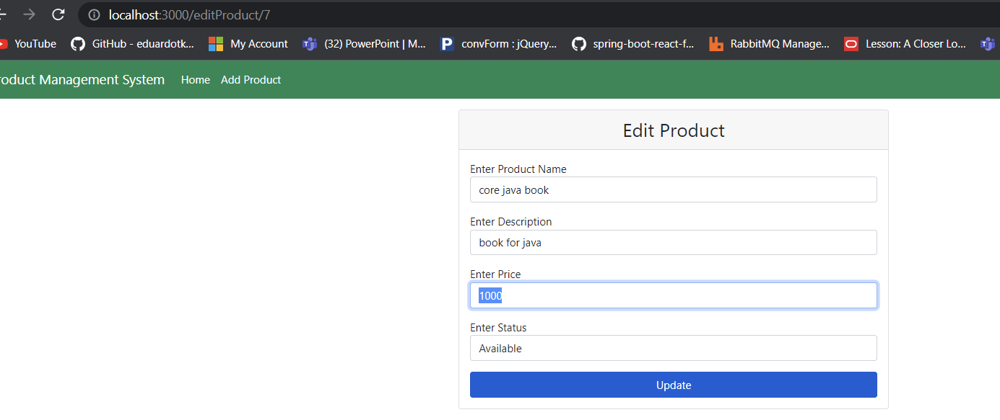 localhost:3000/editProduct/7
YouTube GitHub - eduardotk... My Account (32) PowerPoint | M... convForm : jQuery... spring-boot-react-f... RabbitMQ Manage... Lesson: A Closer Lo...
roduct Management System Home Add Product
Edit Product
Enter Product Name
core java book
Enter Description
book for java
Enter Price
1000
Enter Status
Available
Update